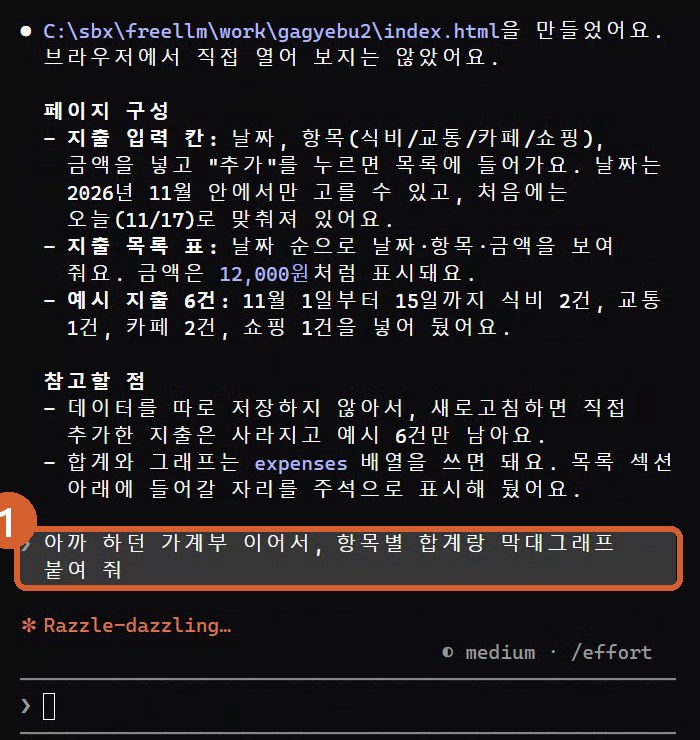 ● C:\sbx\freellm\work\gagyebu2\index.html을 만들었어요.
브라우저에서 직접 열어 보지는 않았어요.
페이지 구성
- 지출 입력 칸: 날짜, 항목(식비/교통/카페/쇼핑),
금액을 넣고 "추가"를 누르면 목록에 들어가요. 날짜는
2026년 11월 안에서만 고를 수 있고, 처음에는
오늘(11/17)로 맞춰져 있어요.
- 지출 목록 표: 날짜 순으로 날짜·항목·금액을 보여
줘요. 금액은 12,000원처럼 표시돼요.
- 예시 지출 6건: 11월 1일부터 15일까지 식비 2건, 교통
1건, 카페 2건, 쇼핑 1건을 넣어 뒀어요.
참고할 점
- 데이터를 따로 저장하지 않아서, 새로고침하면 직접
추가한 지출은 사라지고 예시 6건만 남아요.
- 합계와 그래프는 expenses 배열을 쓰면 돼요. 목록 섹션
아래에 들어갈 자리를 주석으로 표시해 뒀어요.
1
❯ 아까 하던 가계부 이어서, 항목별 합계랑 막대그래프
붙여 줘
✻ Razzle-dazzling…
◐ medium · /effort
❯